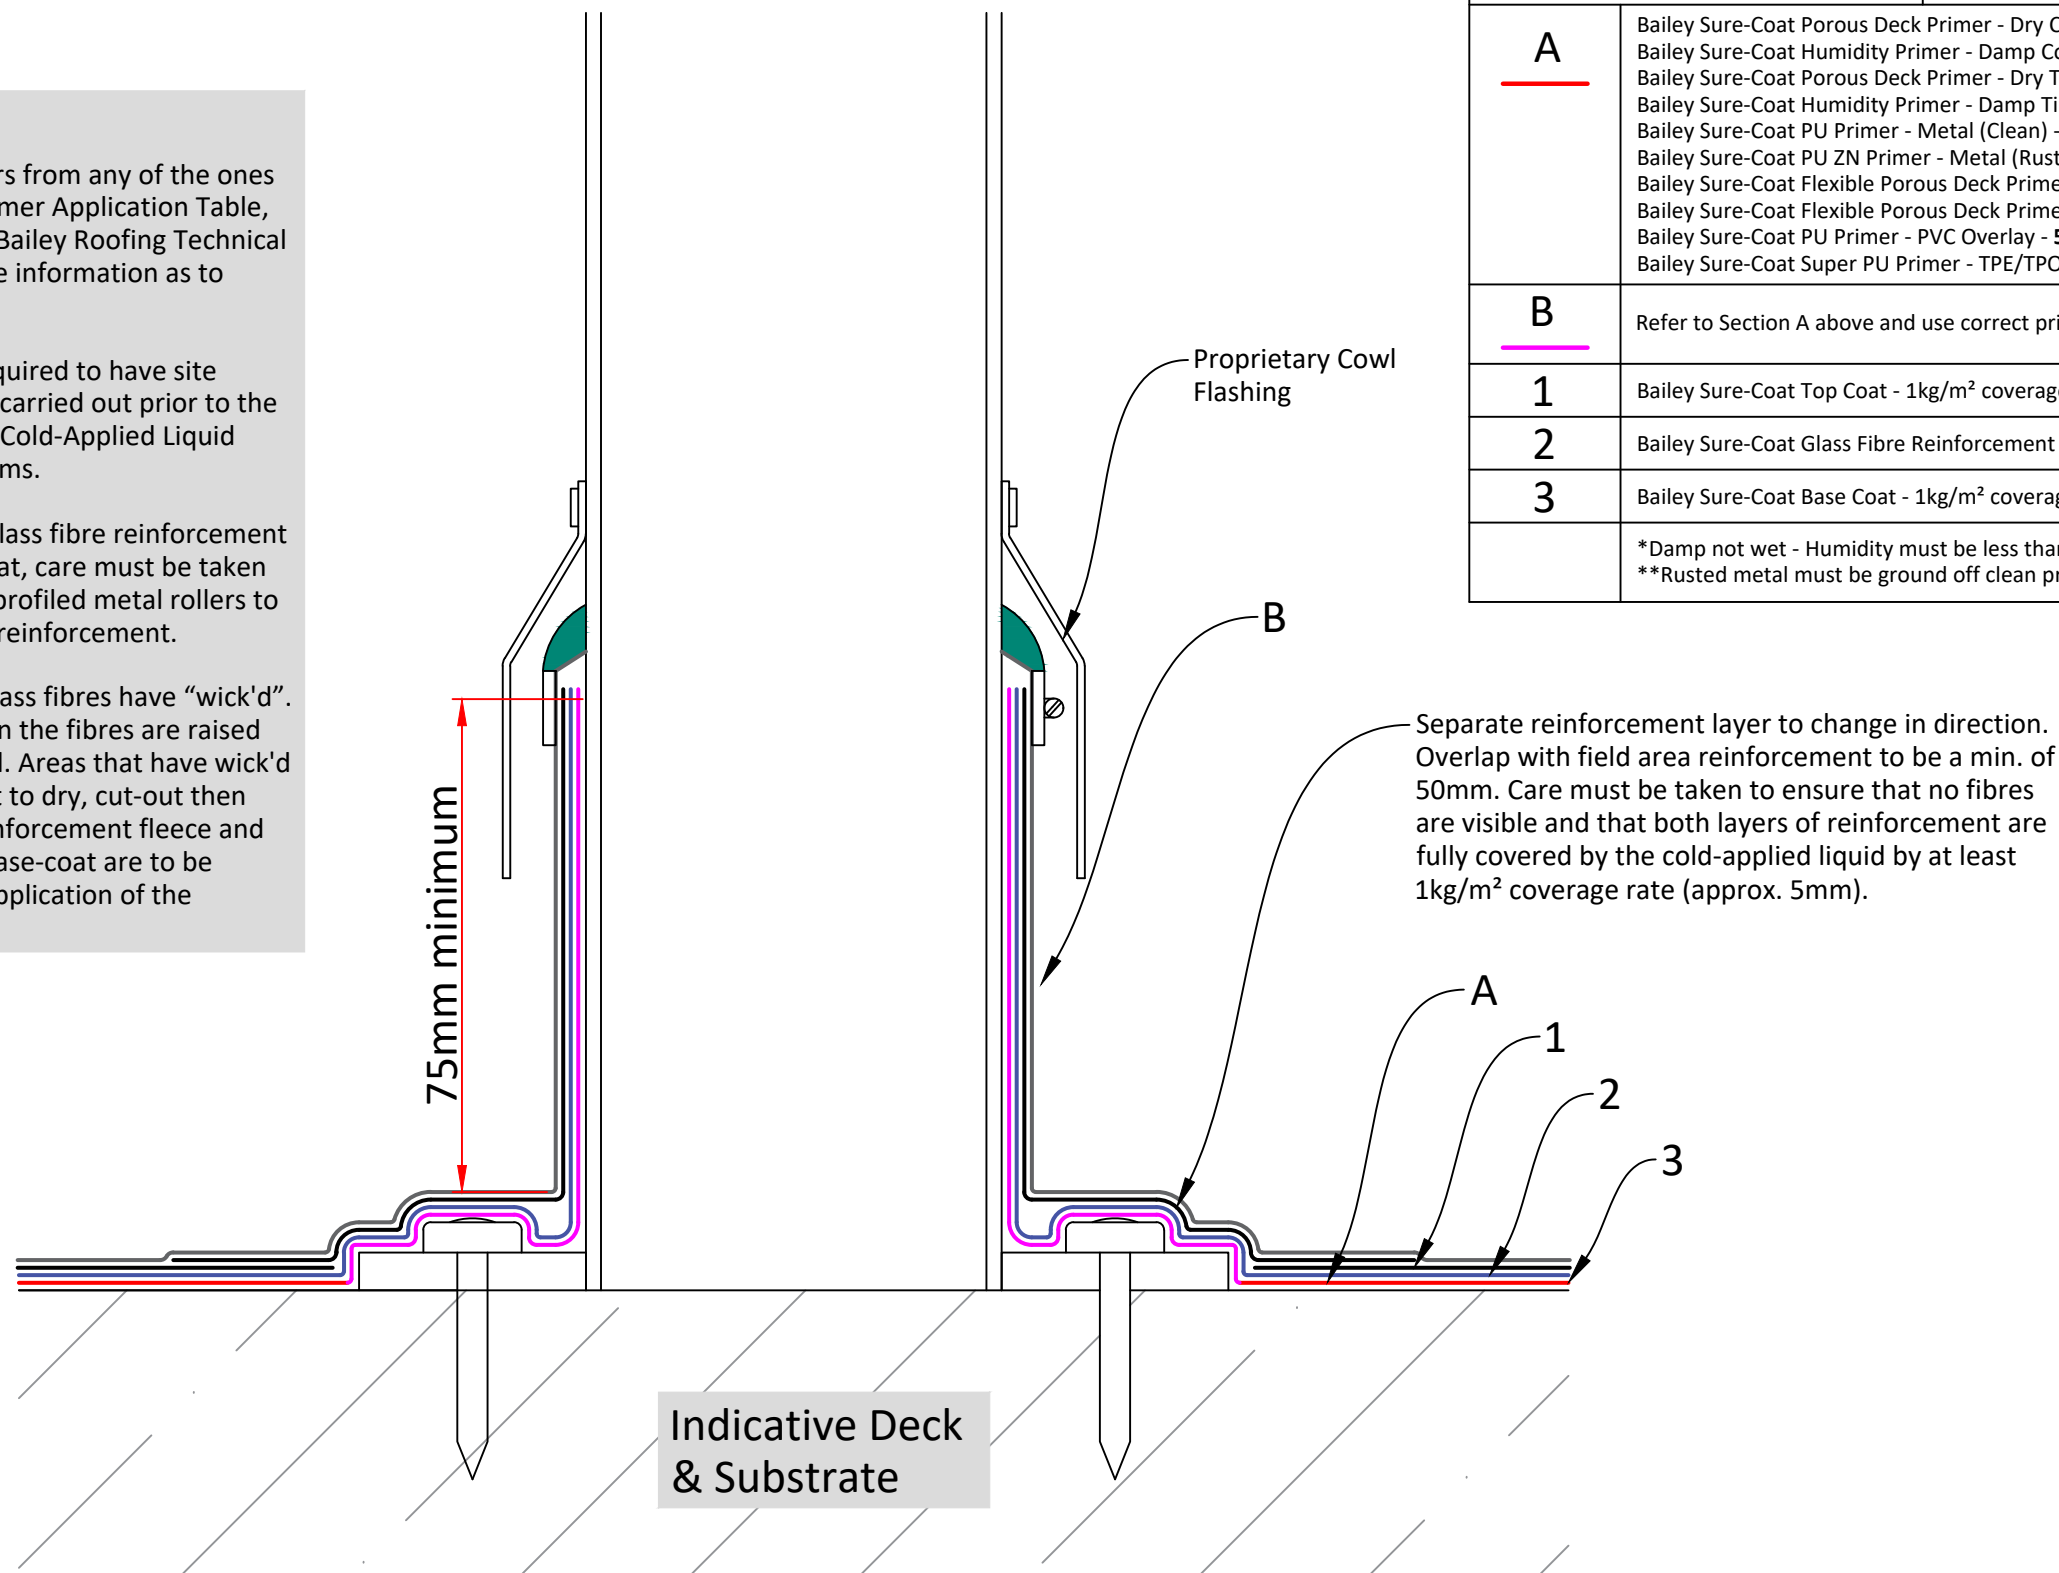 rs from any of the ones
mer Application Table,
Bailey Roofing Technical
e information as to
quired to have site
carried out prior to the
Cold-Applied Liquid
ms.
lass fibre reinforcement
at, care must be taken
profiled metal rollers to
reinforcement.
ass fibres have “wick'd”.
n the fibres are raised
l. Areas that have wick'd
t to dry, cut-out then
nforcement fleece and
ase-coat are to be
pplication of the
75mm minimum
Proprietary Cowl
Flashing
B
Separate reinforcement layer to change in direction.
Overlap with field area reinforcement to be a min. of
50mm. Care must be taken to ensure that no fibres
are visible and that both layers of reinforcement are
fully covered by the cold-applied liquid by at least
1kg/m² coverage rate (approx. 5mm).
A
1
2
3
Indicative Deck
& Substrate
A
Bailey Sure-Coat Porous Deck Primer - Dry C
Bailey Sure-Coat Humidity Primer - Damp Co
Bailey Sure-Coat Porous Deck Primer - Dry T
Bailey Sure-Coat Humidity Primer - Damp Ti
Bailey Sure-Coat PU Primer - Metal (Clean) -
Bailey Sure-Coat PU ZN Primer - Metal (Rust
Bailey Sure-Coat Flexible Porous Deck Prime
Bailey Sure-Coat Flexible Porous Deck Prime
Bailey Sure-Coat PU Primer - PVC Overlay - 5
Bailey Sure-Coat Super PU Primer - TPE/TPO
B
Refer to Section A above and use correct pri
1
Bailey Sure-Coat Top Coat - 1kg/m² coverage
2
Bailey Sure-Coat Glass Fibre Reinforcement
3
Bailey Sure-Coat Base Coat - 1kg/m² coverag
*Damp not wet - Humidity must be less than
**Rusted metal must be ground off clean pr